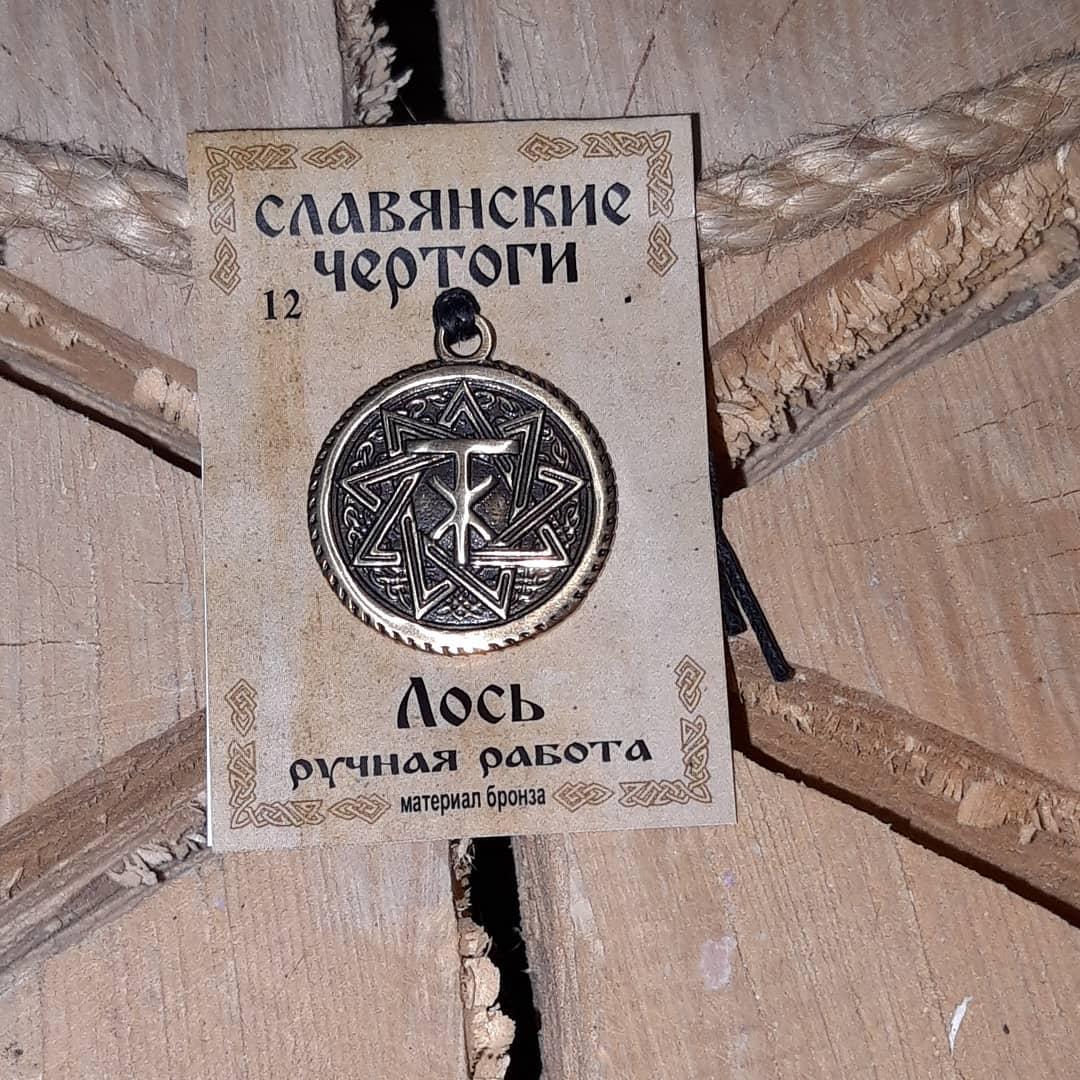 славянские
чертоги
12
Лось
ручная работа
материал бронза